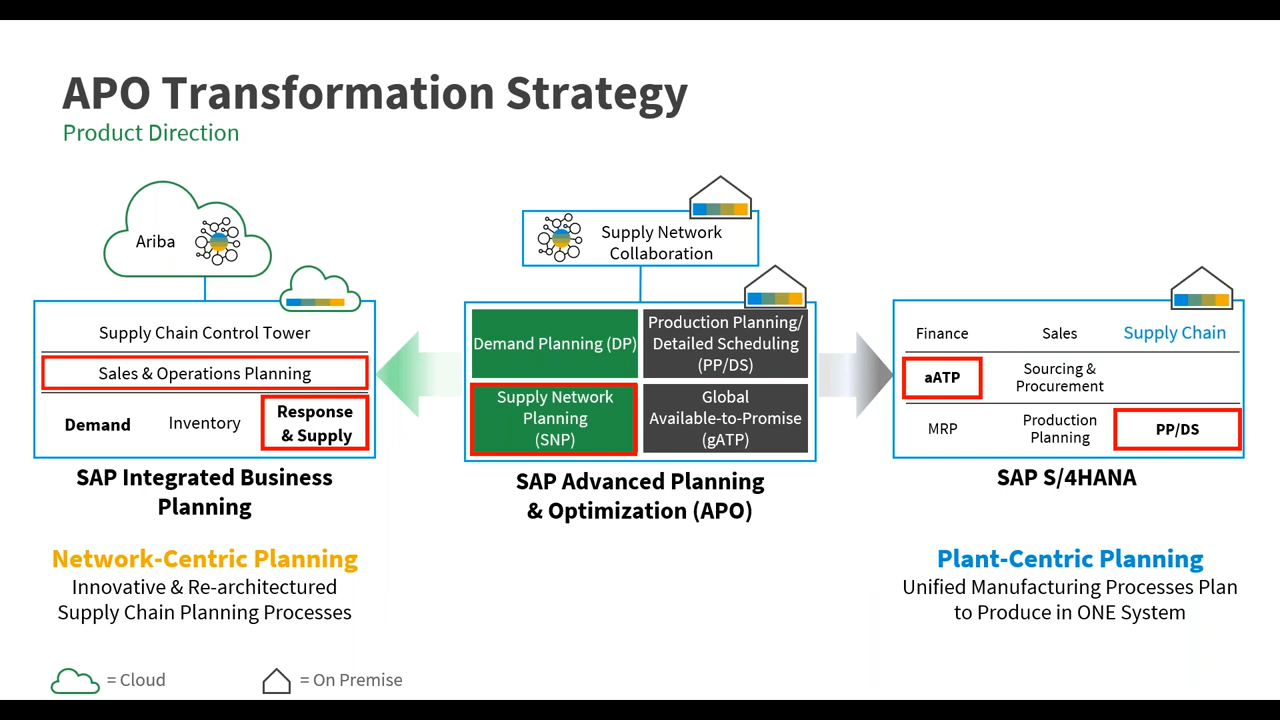 APO Transformation Strategy
Product Direction
Ariba
Supply Chain Control Tower
Sales & Operations Planning
Demand
Inventory
Response
& Supply
SAP Integrated Business
Planning
Network-Centric Planning
Innovative & Re-architectured
Supply Chain Planning Processes
Supply Network
Collaboration
Demand Planning (DP)
Production Planning/
Detailed Scheduling
(PP/DS)
Supply Network
Planning
(SNP)
Global
Available-to-Promise
(gATP)
SAP Advanced Planning
& Optimization (APO)
Finance
Sales
Supply Chain
aATP
Sourcing &
Procurement
MRP
Production
Planning
PP/DS
SAP S/4HANA
Plant-Centric Planning
Unified Manufacturing Processes Plan
to Produce in ONE System
= Cloud
= On Premise